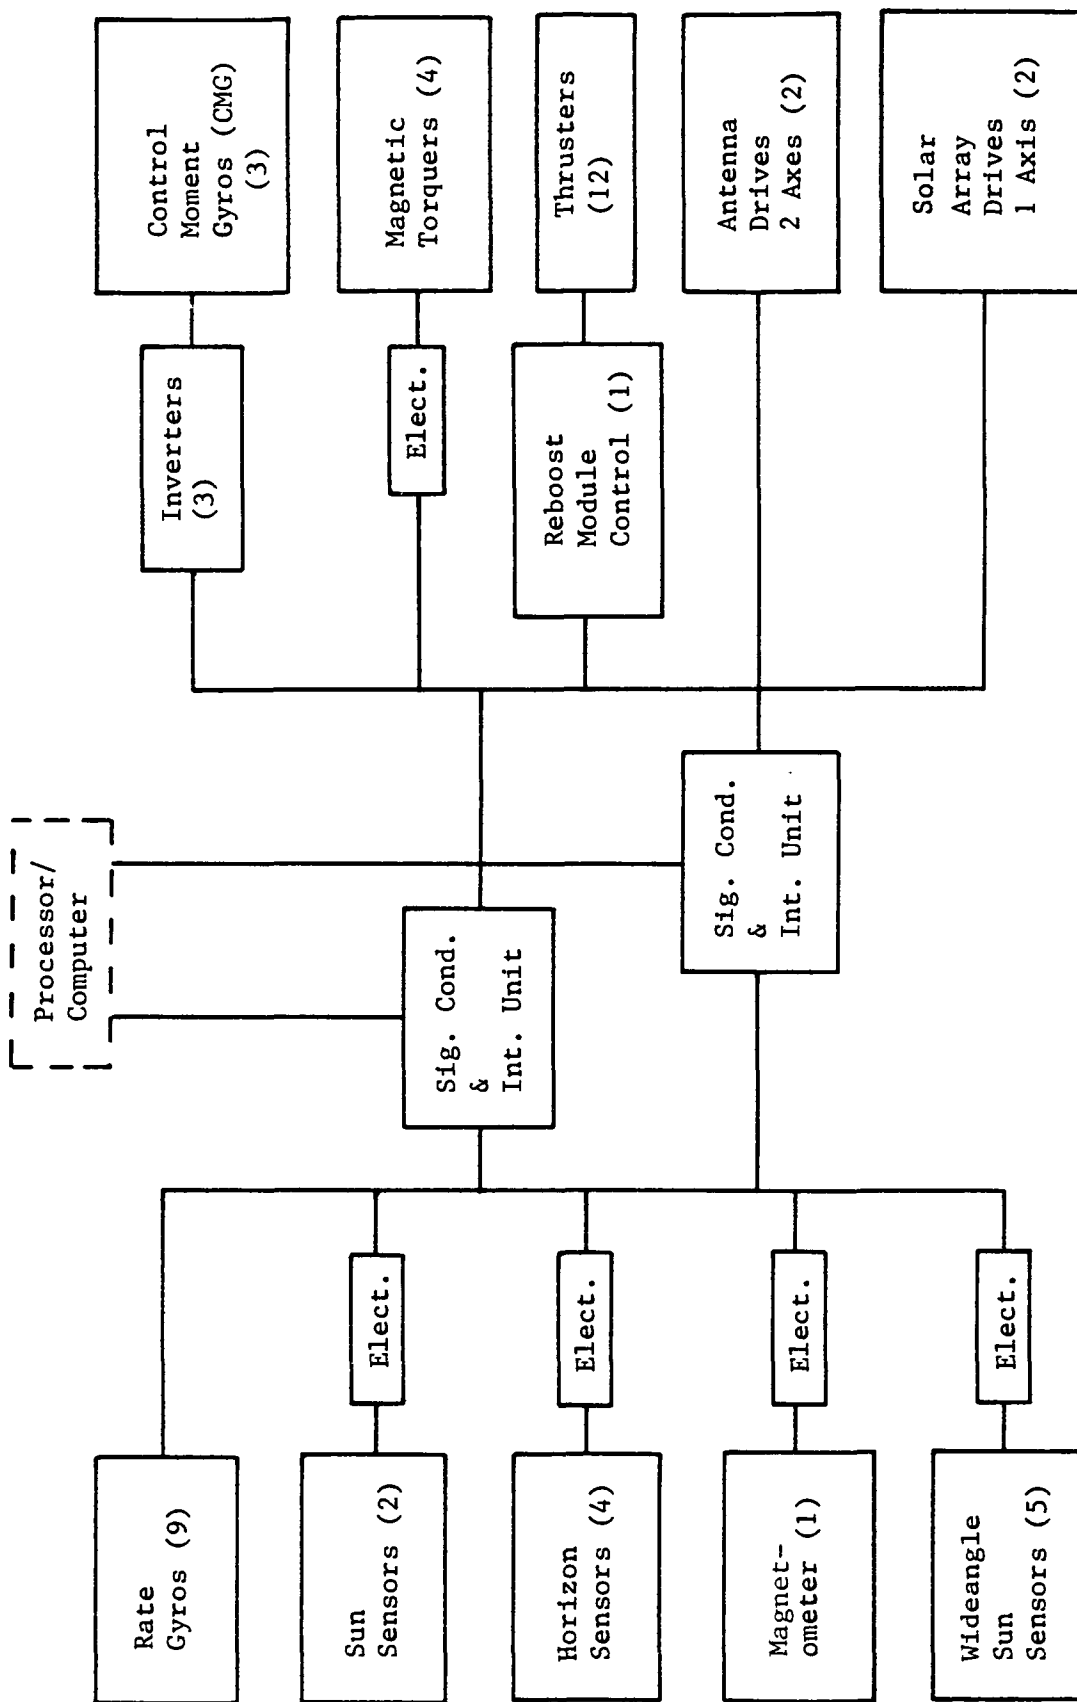 Processor/
Computer
Rate
Gyros (9)
Sun
Sensors (2)
Elect.
Horizon
Sensors (4)
Elect.
Magnet-
ometer (1)
Elect.
Wideangle
Sun
Sensors (5)
Elect.
Sig. Cond.
&
Int. Unit
Sig. Cond.
&
Int. Unit
Inverters
(3)
Control
Moment
Gyros (CMG)
(3)
Elect.
Magnetic
Torquers (4)
Reboost
Module
Control (1)
Thrusters
(12)
Antenna
Drives
2 Axes (2)
Solar
Array
Drives
1 Axis (2)